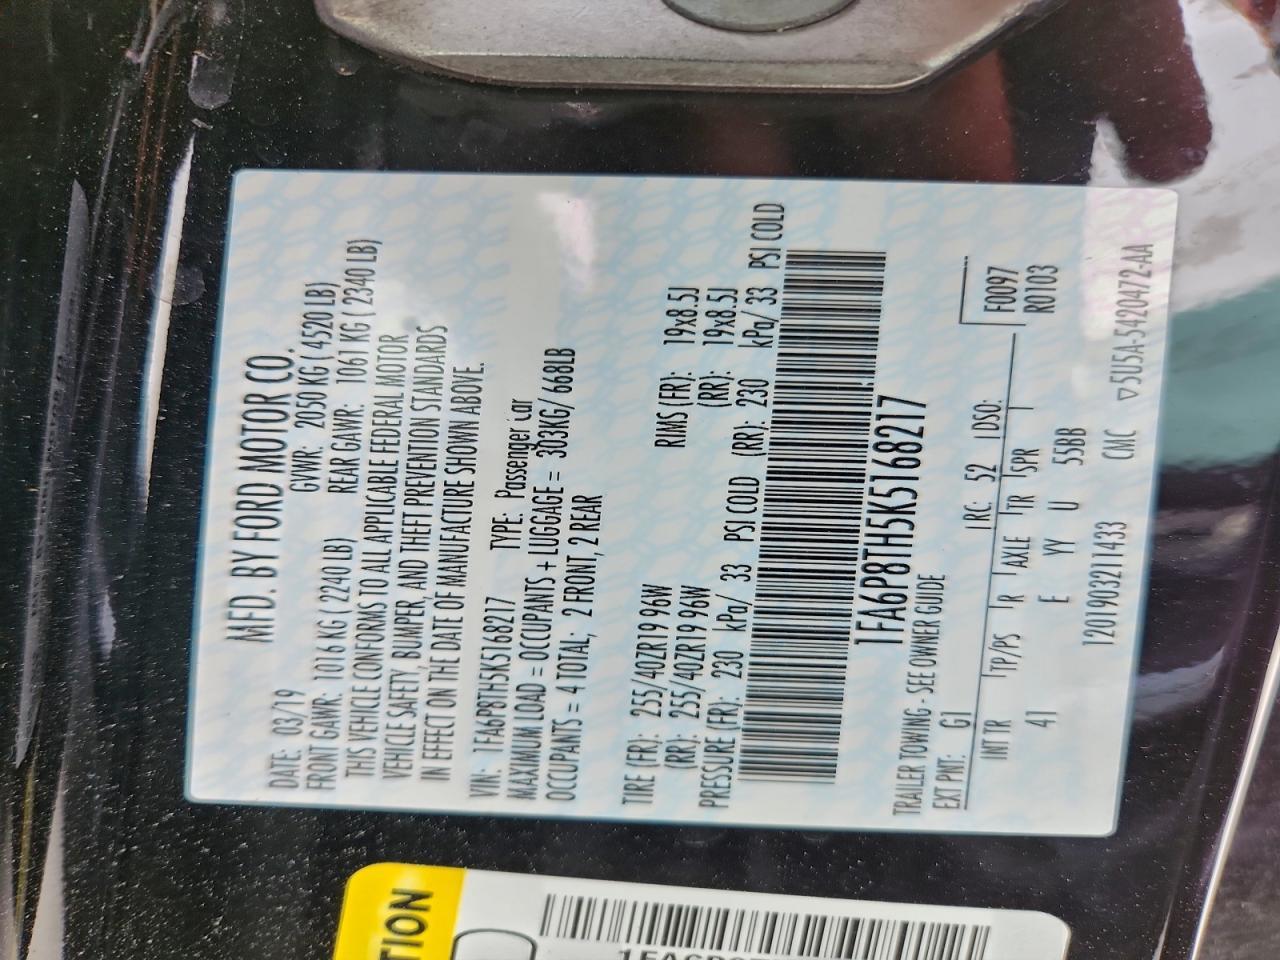 MFD. BY FORD MOTOR CO.
DATE: 03/19 GVWR: 2050 KG ( 4520 LB)
FRONT GAWR: 1016 KG ( 2240 LB) REAR GAWR: 1061 KG ( 2340 LB)
THIS VEHICLE CONFORMS TO ALL APPLICABLE FEDERAL MOTOR
VEHICLE SAFETY, BUMPER, AND THEFT PREVENTION STANDARDS
IN EFFECT ON THE DATE OF MANUFACTURE SHOWN ABOVE.
VIN: 1FA6P8TH5K5168217 TYPE: Passenger Car
MAXIMUM LOAD = OCCUPANTS + LUGGAGE = 303KG/ 668LB
OCCUPANTS = 4 TOTAL; 2 FRONT, 2 REAR
TIRE (FR): 255/40ZR19 96W RIMS (FR): 19x8.5J
(RR): 255/40ZR19 96W (RR): 19x8.5J
PRESSURE (FR): 230 kPa/ 33 PSI COLD (RR): 230 kPa/ 33 PSI COLD
1FA6P8TH5K5168217
TRAILER TOWING - SEE OWNER GUIDE
EXT PNT: G1 RC: 52 DSO:
INT TR TP/PS R AXLE TR SPR F0097
41 E YY U 55BB R0103
1201903211433 CMC ▽5U5A-5420472-AA
TION